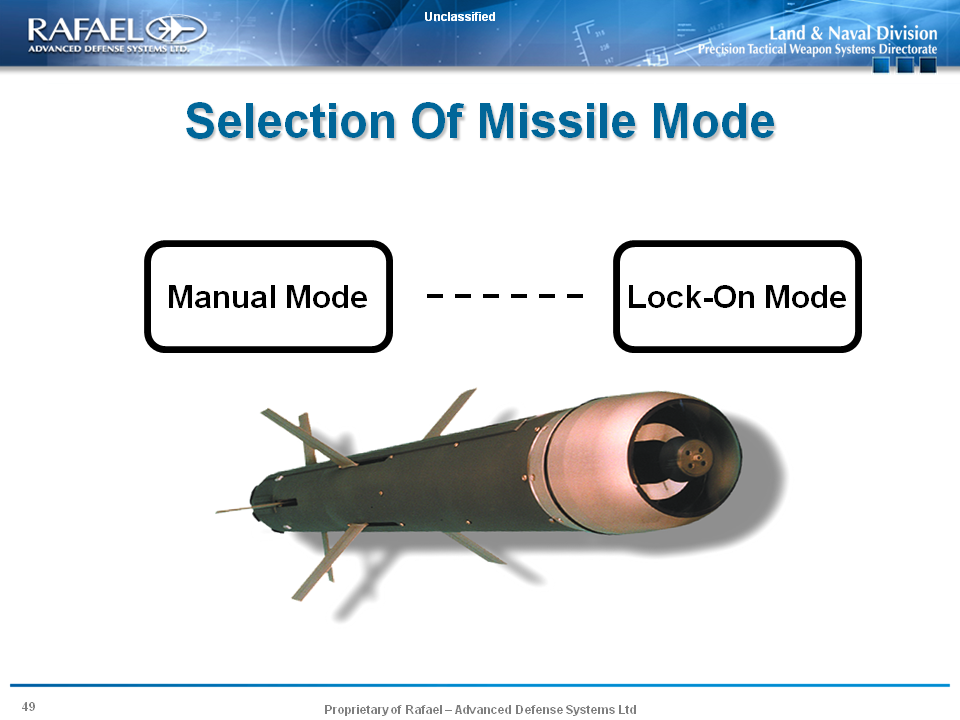 Unclassified
RAFAEL
ADVANCED DEFENSE SYSTEMS LTD.
Land & Naval Division
Precision Tactical Weapon Systems Directorate
Selection Of Missile Mode
Manual Mode
Lock-On Mode
49
Proprietary of Rafael – Advanced Defense Systems Ltd